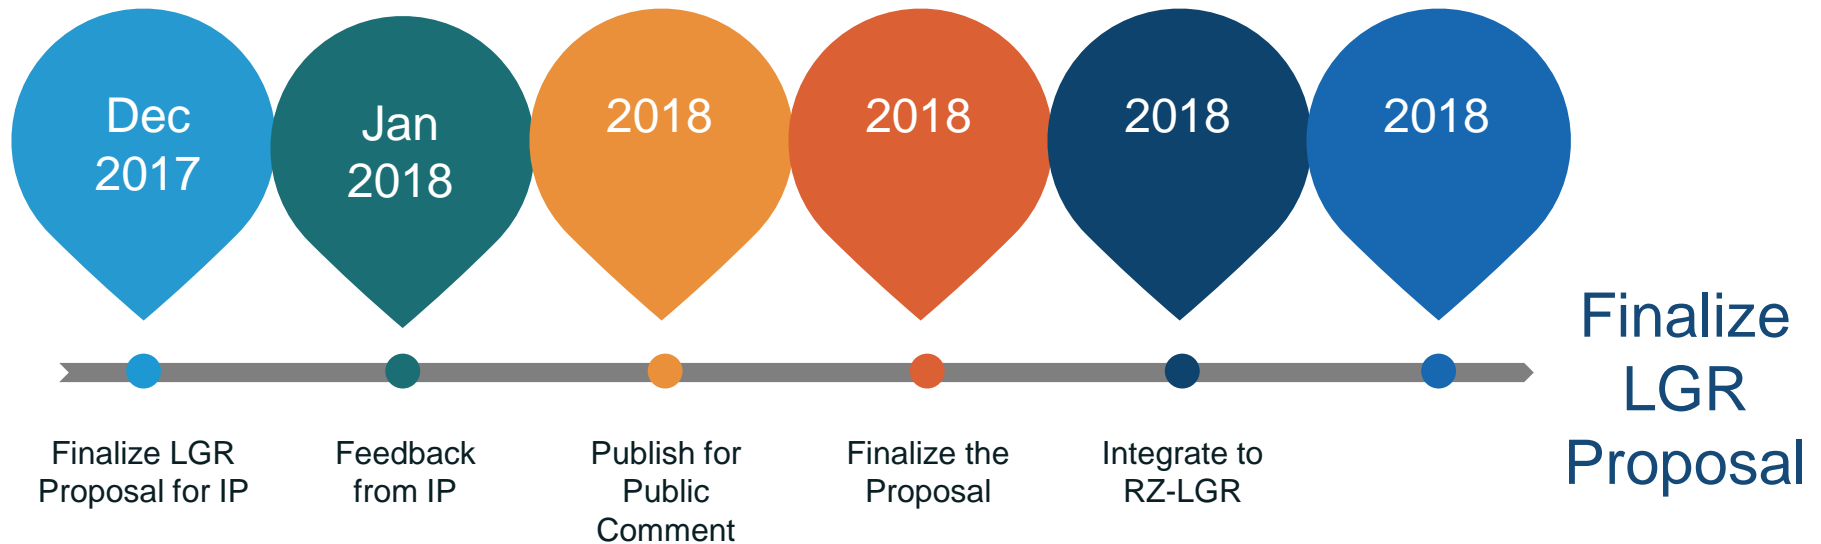 Dec
2017
Jan
2018
2018
2018
2018
2018
Finalize LGR
Proposal for IP
Feedback
from IP
Publish for
Public
Comment
Finalize the
Proposal
Integrate to
RZ-LGR
Finalize
LGR
Proposal